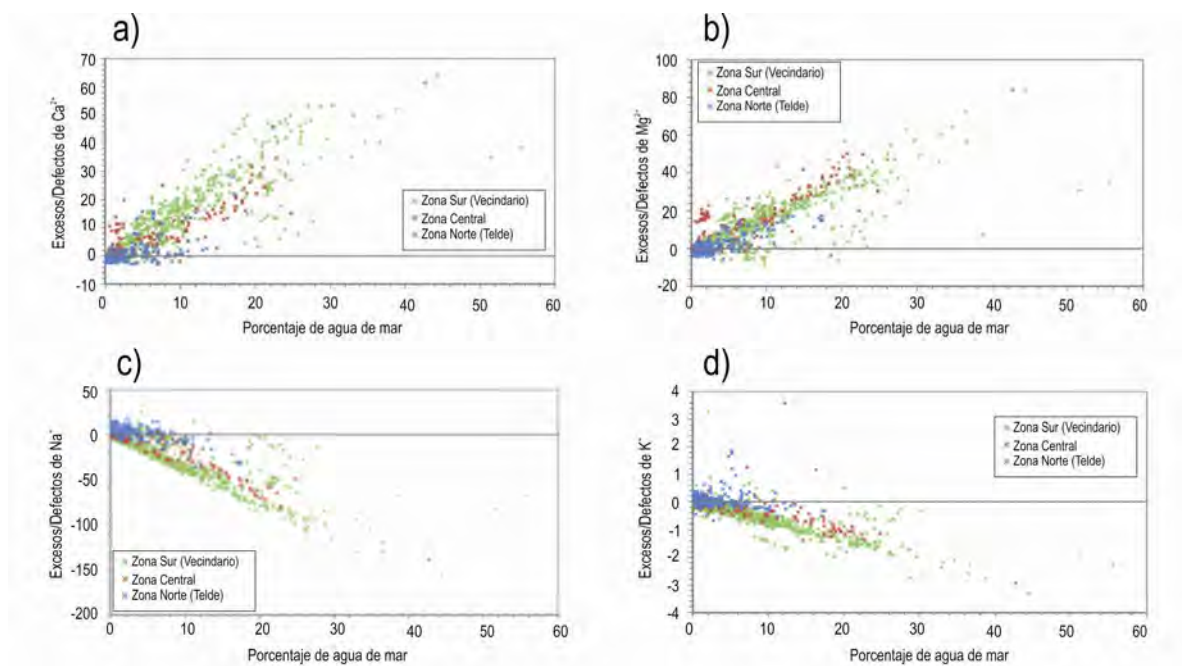 a)
70
60
50
40
30
20
10
0
-10
Excesos/Defectos de Ca²⁺
Zona Sur (Vecindario)
Zona Central
Zona Norte (Telde)
0 10 20 30 40 50 60
Porcentaje de agua de mar
b)
100
80
60
40
20
0
-20
Excesos/Defectos de Mg²⁺
Zona Sur (Vecindario)
Zona Central
Zona Norte (Telde)
0 10 20 30 40 50 60
Porcentaje de agua de mar
c)
50
0
-50
-100
-150
-200
Excesos/Defectos de Na⁺
Zona Sur (Vecindario)
Zona Central
Zona Norte (Telde)
0 10 20 30 40 50 60
Porcentaje de agua de mar
d)
4
3
2
1
0
-1
-2
-3
-4
Excesos/Defectos de K⁺
Zona Sur (Vecindario)
Zona Central
Zona Norte (Telde)
0 10 20 30 40 50 60
Porcentaje de agua de mar